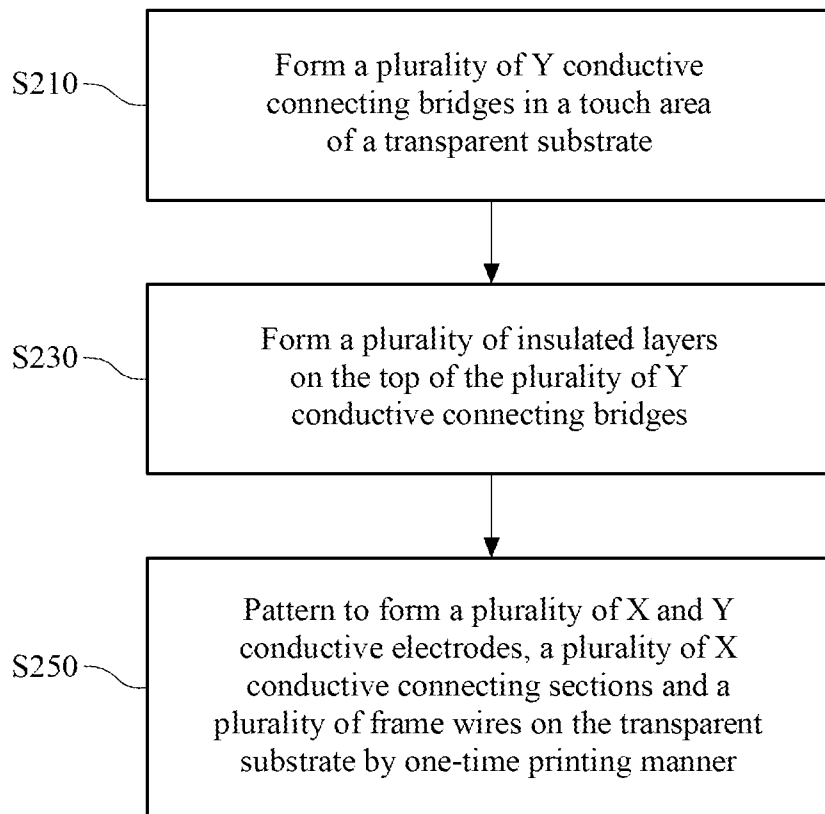 S210
Form a plurality of Y conductive
connecting bridges in a touch area
of a transparent substrate
S230
Form a plurality of insulated layers
on the top of the plurality of Y
conductive connecting bridges
S250
Pattern to form a plurality of X and Y
conductive electrodes, a plurality of X
conductive connecting sections and a
plurality of frame wires on the transparent
substrate by one-time printing manner